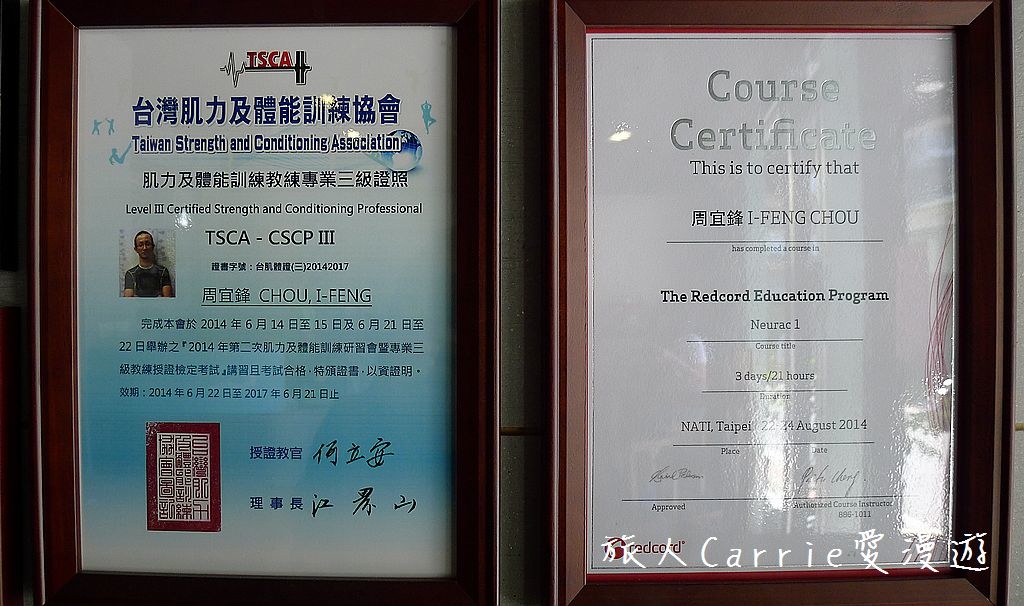 TSCA
台灣肌力及體能訓練協會
Taiwan Strength and Conditioning Association
肌力及體能訓練教練專業三級證照
Level III Certified Strength and Conditioning Professional
TSCA - CSCP III
證書字號：台肌體證(三)20142017
周宜鋒 CHOU, I-FENG
完成本會於 2014 年 6 月 14 日至 15 日及 6 月 21 日至
22 日舉辦之『2014 年第二次肌力及體能訓練研習會暨專業三
級教練授證檢定考試』講習且考試合格，特頒證書，以資證明。
效期：2014 年 6 月 22 日至 2017 年 6 月 21 日止
授證教官 何立安
理事長 江界山
Course
Certificate
This is to certify that
周宜鋒 I-FENG CHOU
has completed a course in
The Redcord Education Program
Neurac 1
Course title
3 days/21 hours
Duration
NATI, Taipei/ 22-24 August 2014
Place Date
Approved
Authorized Course Instructor
886-1011
redcord
旅人Carrie愛漫遊